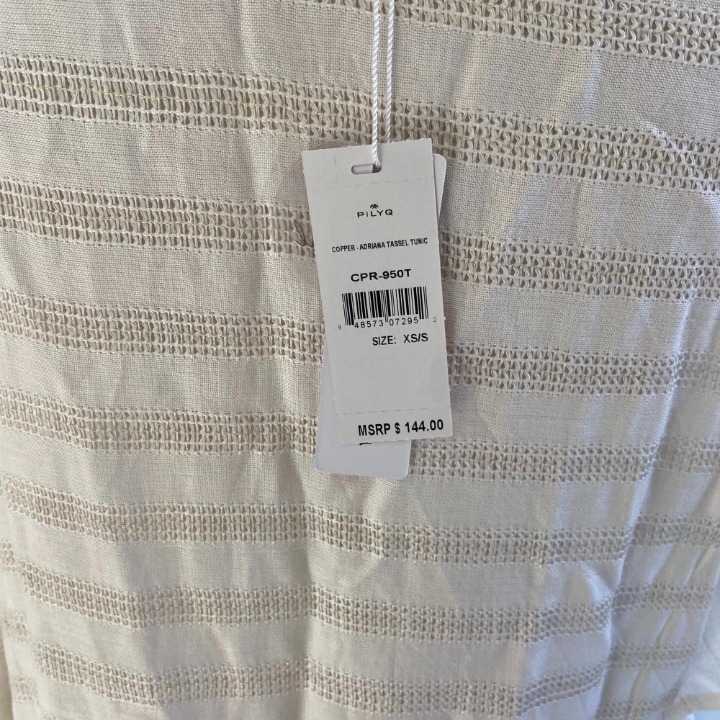 PiLYQ
COPPER - ADRIANA TASSEL TUNIC
CPR-950T
8 48573 07295 2
SIZE: XS/S
MSRP $ 144.00